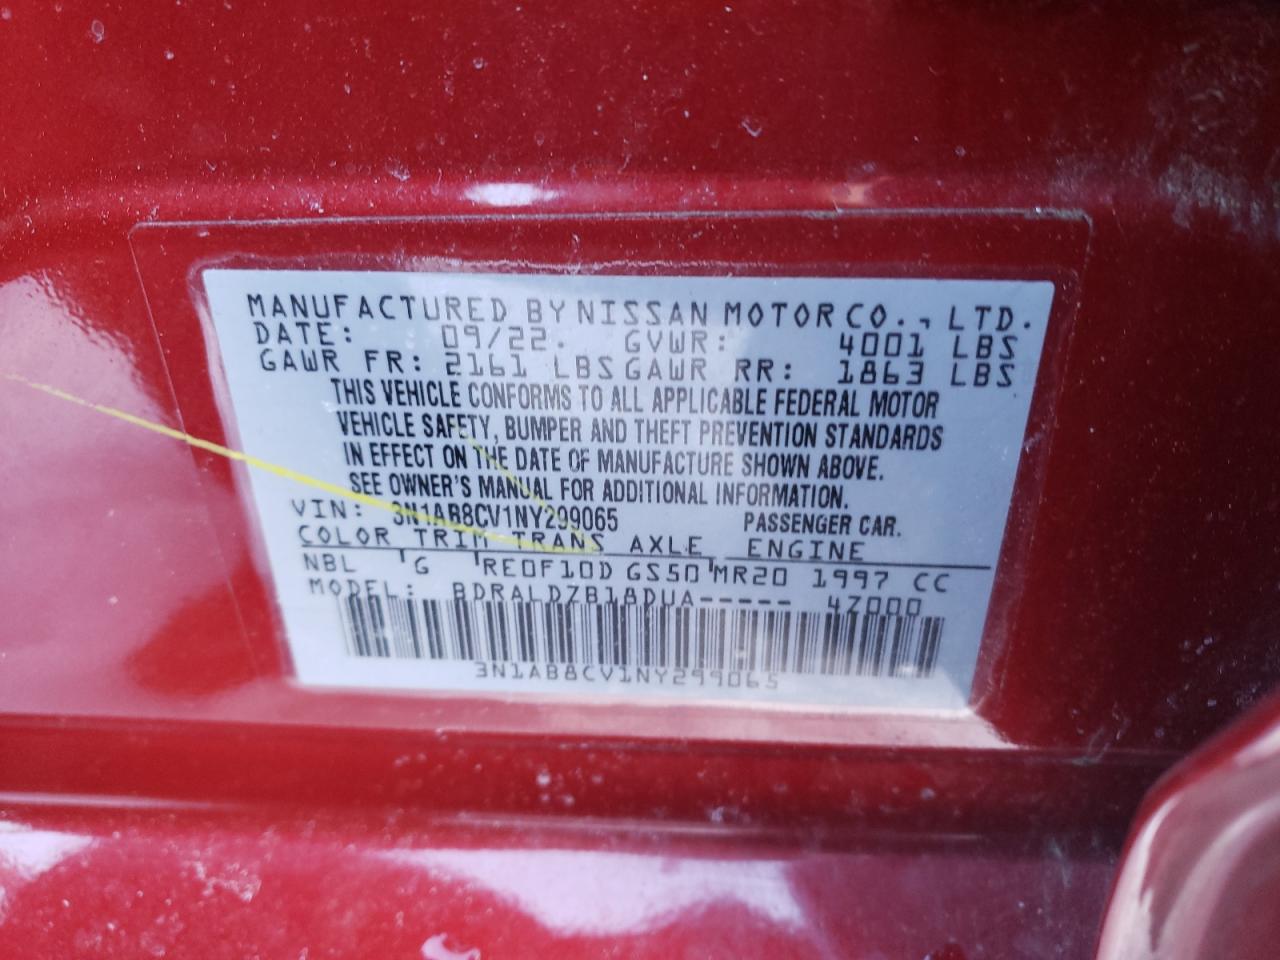 MANUFACTURED BY NISSAN MOTOR CO., LTD.
DATE: 09/22. GVWR: 4001 LBS
GAWR FR: 2161 LBS GAWR RR: 1863 LBS
THIS VEHICLE CONFORMS TO ALL APPLICABLE FEDERAL MOTOR
VEHICLE SAFETY, BUMPER AND THEFT PREVENTION STANDARDS
IN EFFECT ON THE DATE OF MANUFACTURE SHOWN ABOVE.
SEE OWNER'S MANUAL FOR ADDITIONAL INFORMATION.
VIN: 3N1AB8CV1NY299065 PASSENGER CAR.
COLOR TRIM TRANS AXLE ENGINE
NBL G RE0F10D GS50 MR20 1997 CC
MODEL: BDRALDZB18DUA----- 47000
3N1AB8CV1NY299065